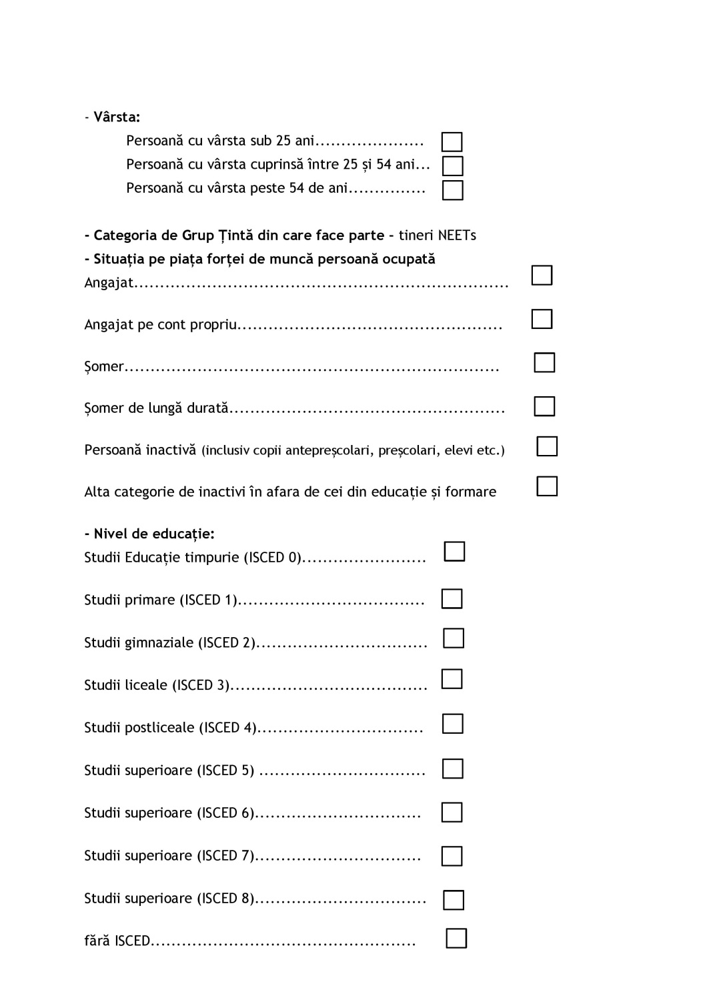 - Vârsta:
Persoană cu vârsta sub 25 ani.....................
Persoană cu vârsta cuprinsă între 25 și 54 ani...
Persoană cu vârsta peste 54 de ani...............
- Categoria de Grup Țintă din care face parte – tineri NEETs
- Situația pe piața forței de muncă persoană ocupată
Angajat........................................................................
Angajat pe cont propriu...................................................
Șomer........................................................................
Șomer de lungă durată.....................................................
Persoană inactivă (inclusiv copii antepreșcolari, preșcolari, elevi etc.)
Alta categorie de inactivi în afara de cei din educație și formare
- Nivel de educație:
Studii Educație timpurie (ISCED 0)........................
Studii primare (ISCED 1)....................................
Studii gimnaziale (ISCED 2).................................
Studii liceale (ISCED 3)......................................
Studii postliceale (ISCED 4)................................
Studii superioare (ISCED 5) ................................
Studii superioare (ISCED 6)................................
Studii superioare (ISCED 7)................................
Studii superioare (ISCED 8).................................
fără ISCED...................................................